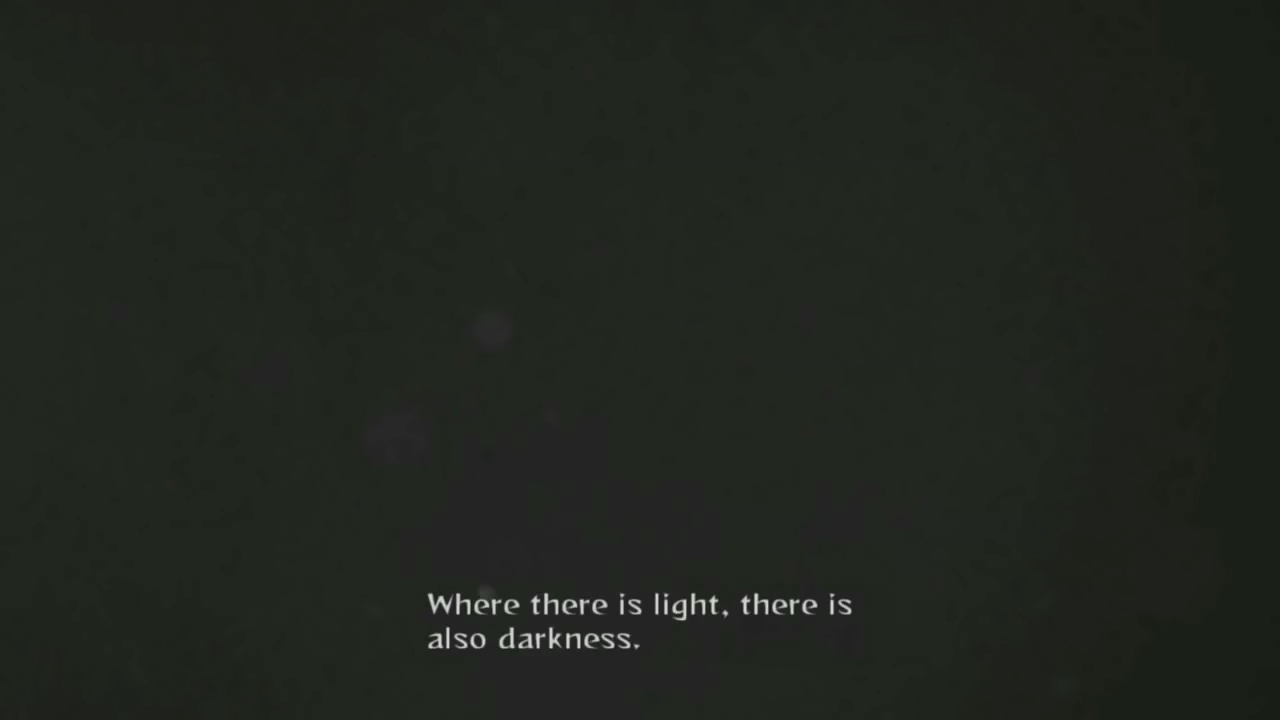 Where there is light, there is
also darkness.